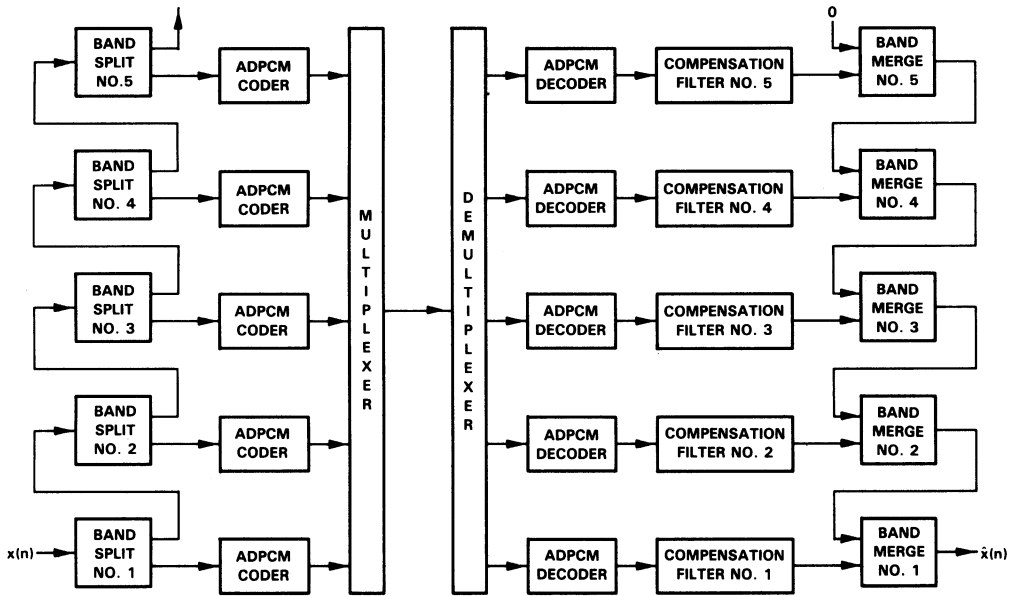 0
BAND
SPLIT
NO.5
ADPCM
CODER
ADPCM
DECODER
COMPENSATION
FILTER NO. 5
BAND
MERGE
NO. 5
BAND
SPLIT
NO. 4
ADPCM
CODER
ADPCM
DECODER
COMPENSATION
FILTER NO. 4
BAND
MERGE
NO. 4
MULTIPLEXER
DEMULTIPLEXER
BAND
SPLIT
NO. 3
ADPCM
CODER
ADPCM
DECODER
COMPENSATION
FILTER NO. 3
BAND
MERGE
NO. 3
BAND
SPLIT
NO. 2
ADPCM
CODER
ADPCM
DECODER
COMPENSATION
FILTER NO. 2
BAND
MERGE
NO. 2
x(n)
BAND
SPLIT
NO. 1
ADPCM
CODER
ADPCM
DECODER
COMPENSATION
FILTER NO. 1
BAND
MERGE
NO. 1
x̂(n)